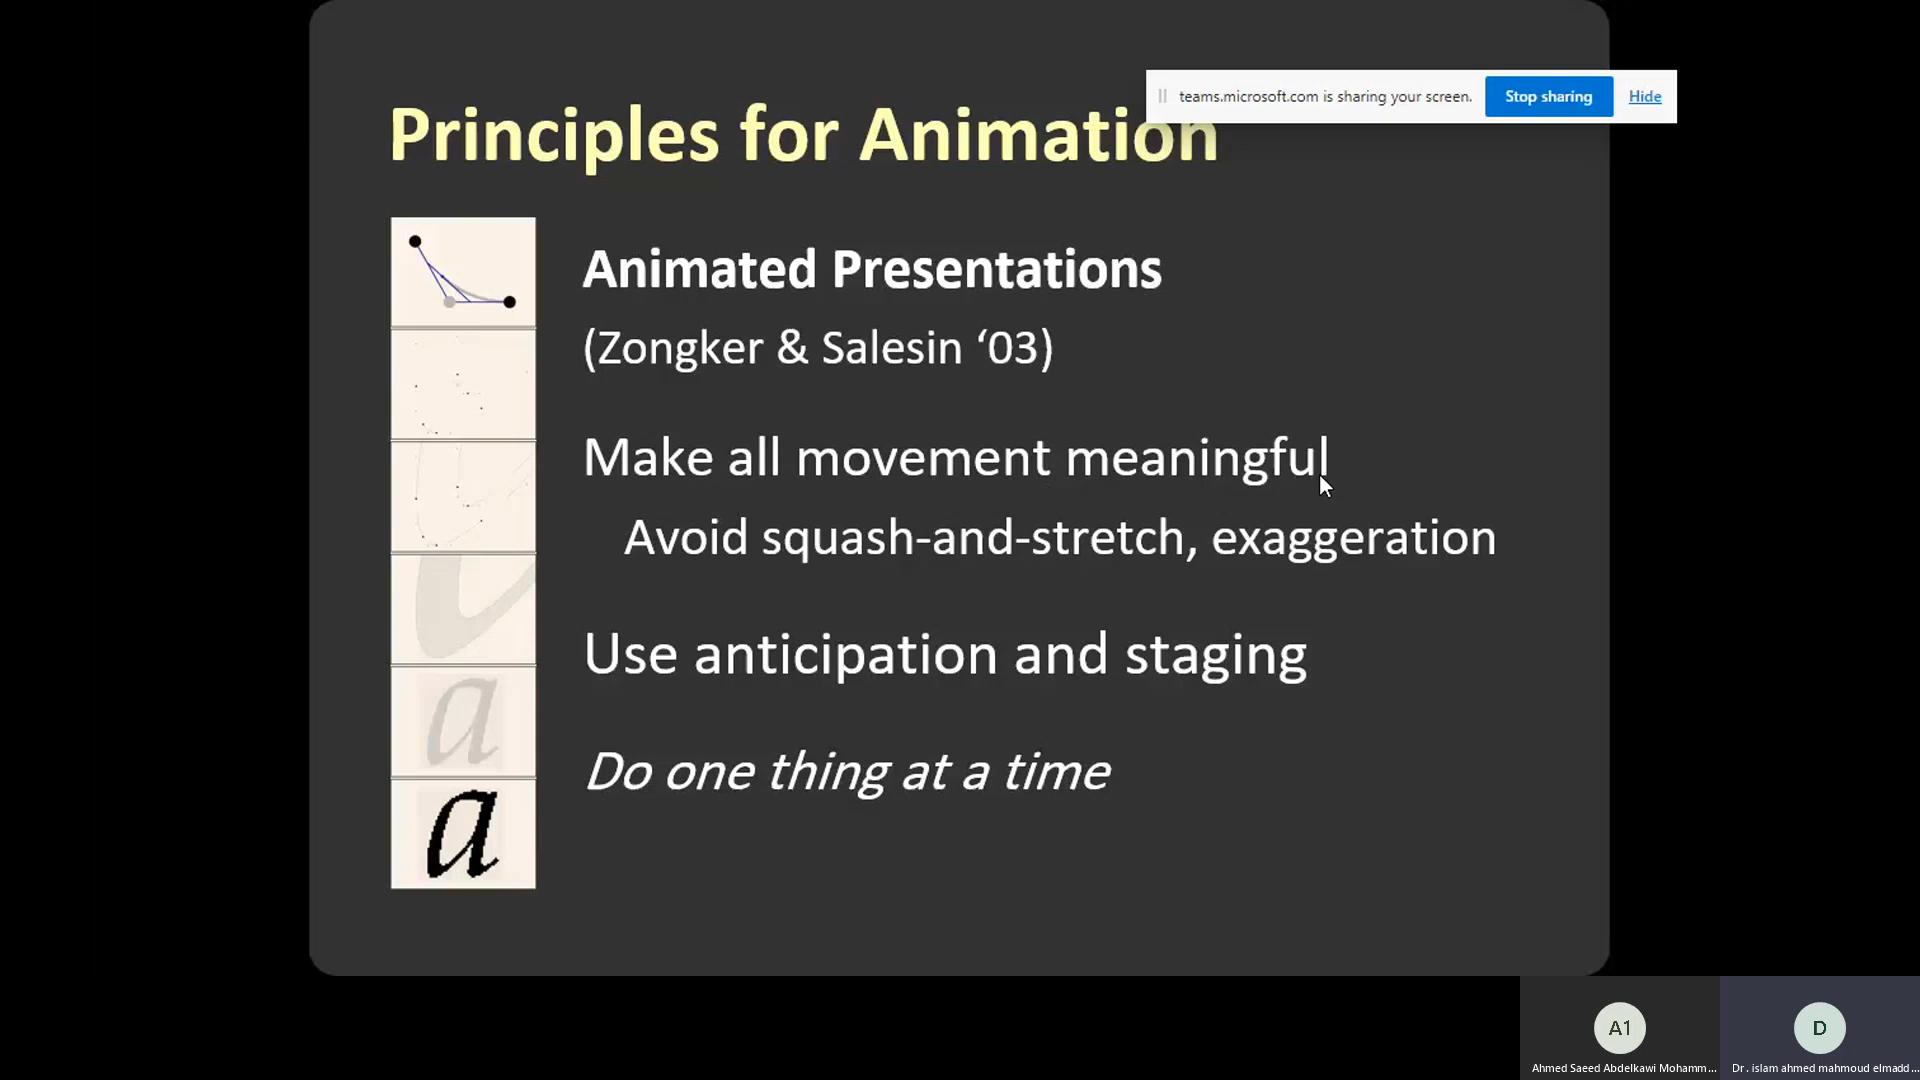 teams.microsoft.com is sharing your screen. Stop sharing Hide
Principles for Animation
Animated Presentations
(Zongker & Salesin ‘03)
Make all movement meaningful
Avoid squash-and-stretch, exaggeration
Use anticipation and staging
Do one thing at a time
a
a
A1
D
Ahmed Saeed Abdelkawi Mohamm...
Dr. islam ahmed mahmoud elmadd...